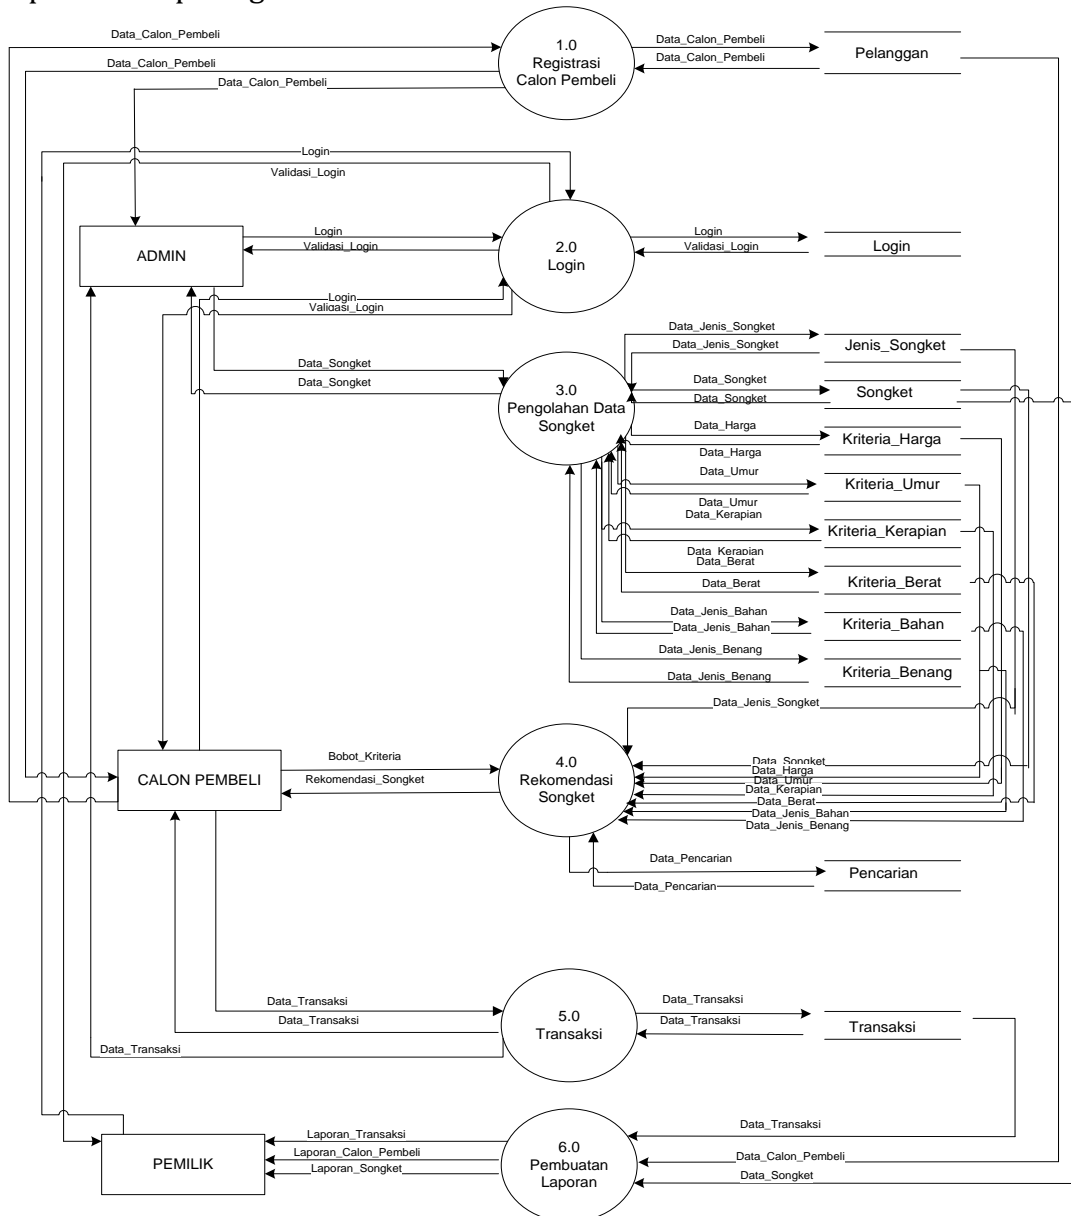 Data_Calon_Pembeli
Data_Calon_Pembeli
Data_Calon_Pembeli
1.0
Registrasi
Calon Pembeli
Data_Calon_Pembeli
Data_Calon_Pembeli
Pelanggan
Login
Validasi_Login
ADMIN
Login
Validasi_Login
2.0
Login
Login
Validasi_Login
Login
Login
Validasi_Login
Data_Songket
Data_Songket
3.0
Pengolahan Data
Songket
Data_Jenis_Songket
Data_Jenis_Songket
Jenis_Songket
Data_Songket
Data_Songket
Songket
Data_Harga
Data_Harga
Kriteria_Harga
Data_Umur
Data_Umur
Kriteria_Umur
Data_Kerapian
Data_Kerapian
Kriteria_Kerapian
Data_Berat
Data_Berat
Kriteria_Berat
Data_Jenis_Bahan
Data_Jenis_Bahan
Kriteria_Bahan
Data_Jenis_Benang
Data_Jenis_Benang
Kriteria_Benang
CALON PEMBELI
Bobot_Kriteria
Rekomendasi_Songket
4.0
Rekomendasi
Songket
Data_Jenis_Songket
Data_Songket
Data_Harga
Data_Umur
Data_Kerapian
Data_Berat
Data_Jenis_Bahan
Data_Jenis_Benang
Data_Pencarian
Data_Pencarian
Pencarian
Data_Transaksi
Data_Transaksi
Data_Transaksi
5.0
Transaksi
Data_Transaksi
Data_Transaksi
Transaksi
PEMILIK
Laporan_Transaksi
Laporan_Calon_Pembeli
Laporan_Songket
6.0
Pembuatan
Laporan
Data_Transaksi
Data_Calon_Pembeli
Data_Songket